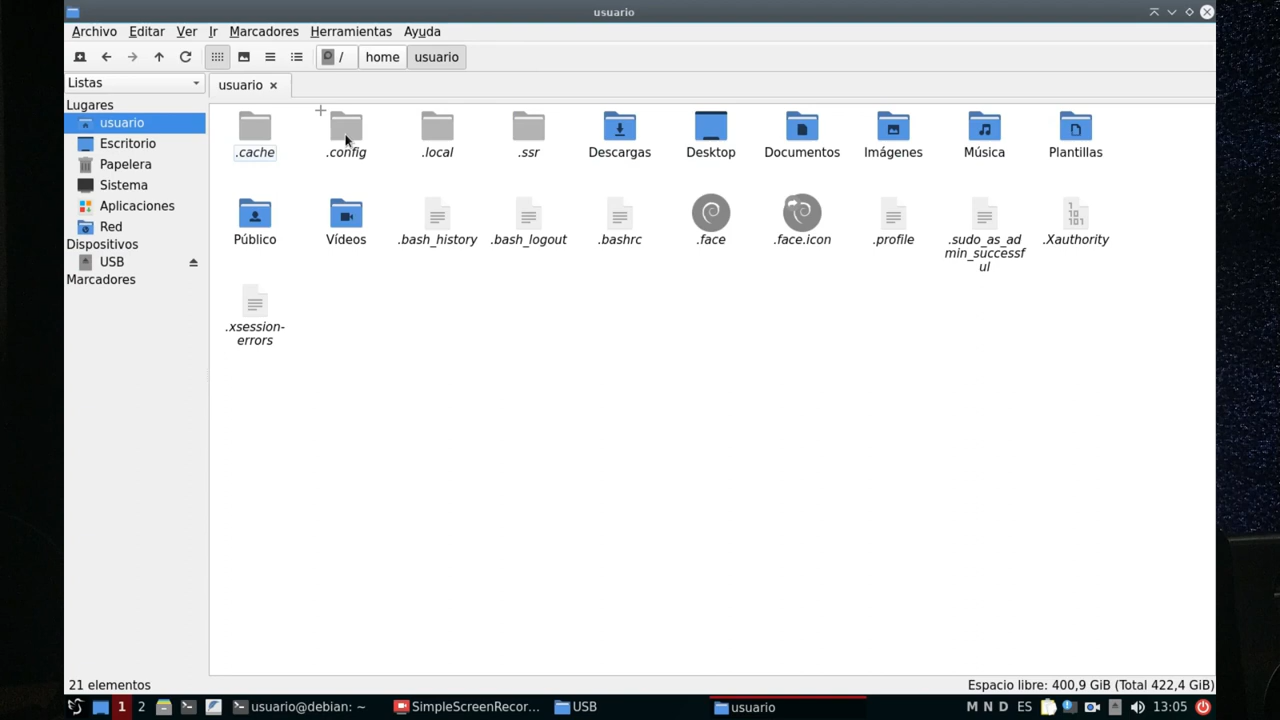 usuario
Archivo Editar Ver Ir Marcadores Herramientas Ayuda
/ home usuario
Listas
usuario
Lugares
usuario
Escritorio
Papelera
Sistema
Aplicaciones
Red
Dispositivos
USB
Marcadores
.cache .config .local .ssr Descargas Desktop Documentos Imágenes Música Plantillas
Público Vídeos .bash_history .bash_logout .bashrc .face .face.icon .profile .sudo_as_ad .Xauthority
min_successf
ul
.xsession-
errors
21 elementos
Espacio libre: 400,9 GiB (Total 422,4 GiB)
1 2 usuario@debian: ~ SimpleScreenRecor... USB usuario M N D ES 13:05